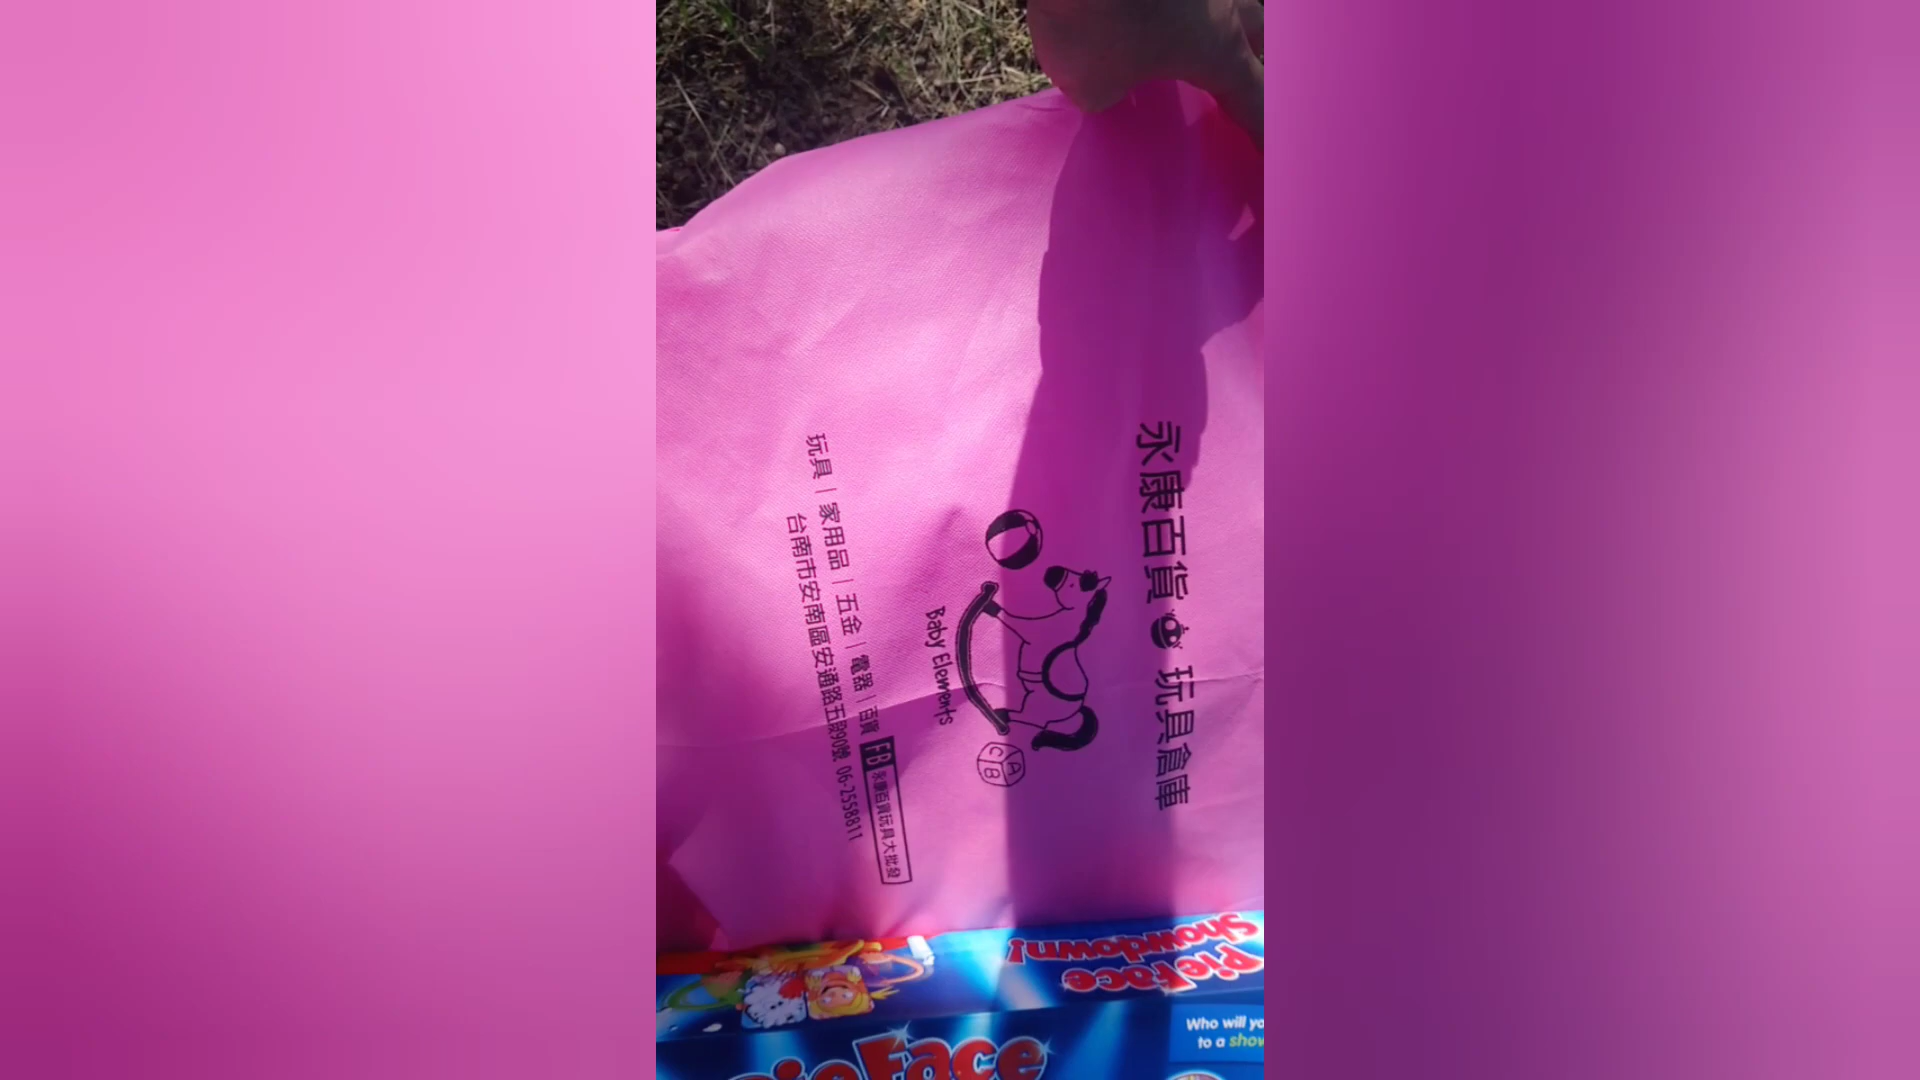 永康百貨 玩具倉庫
A
B
C
Baby Elements
玩具|家用品|五金|電器|百貨 FB 永康百貨玩具大批發
台南市安南區安通路五段90號 06-2558811
Pie Face
Showdown!
Pie Face
Who will yo
to a show